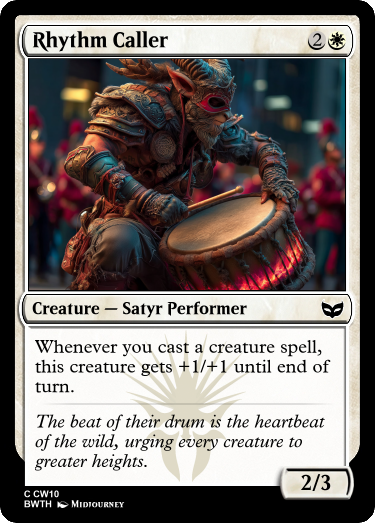 Rhythm Caller 2
Creature — Satyr Performer
Whenever you cast a creature spell,
this creature gets +1/+1 until end of
turn.
The beat of their drum is the heartbeat
of the wild, urging every creature to
greater heights.
2/3
C CW10
BWTH Midjourney